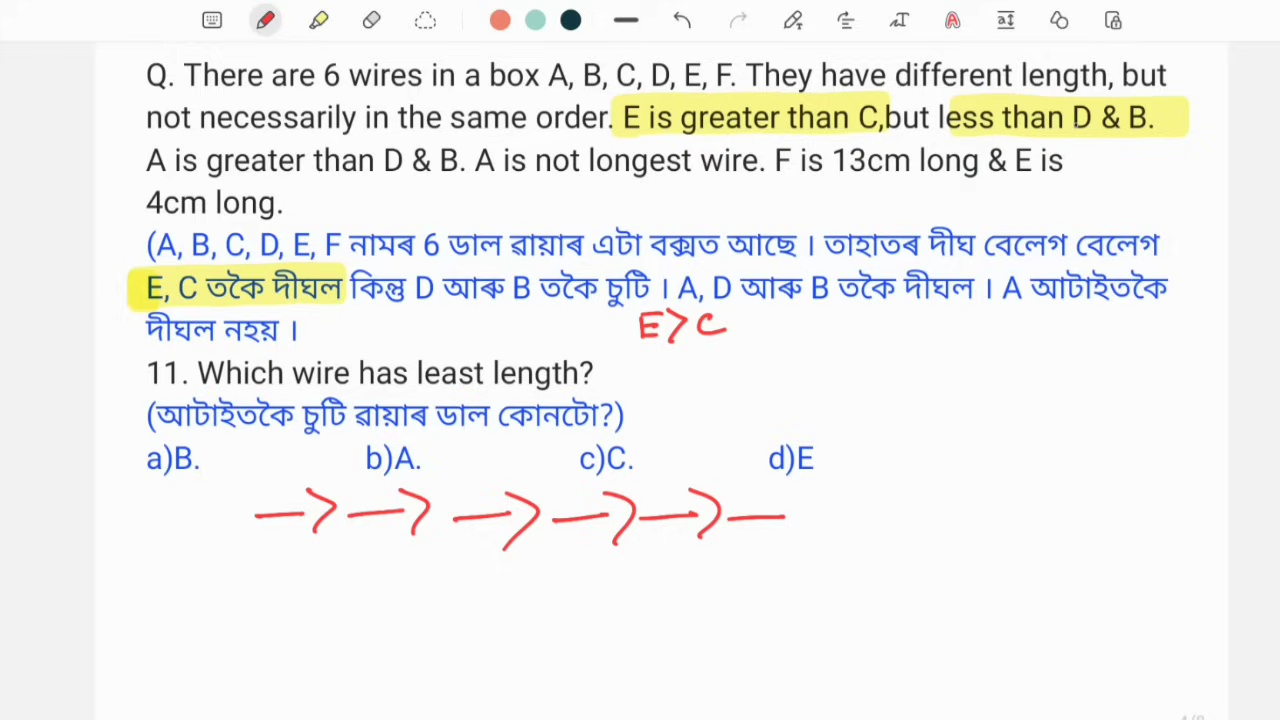 Q. There are 6 wires in a box A, B, C, D, E, F. They have different length, but
not necessarily in the same order. E is greater than C,but less than D & B.
A is greater than D & B. A is not longest wire. F is 13cm long & E is
4cm long.
(A, B, C, D, E, F নামৰ 6 ডাল ৱায়াৰ এটা বক্সত আছে । তাহাতৰ দীঘ বেলেগ বেলেগ
E, C তকৈ দীঘল কিন্তু D আৰু B তকৈ চুটি । A, D আৰু B তকৈ দীঘল । A আটাইতকৈ
দীঘল নহয় ।
E > C
11. Which wire has least length?
(আটাইতকৈ চুটি ৱায়াৰ ডাল কোনটো?)
a)B. b)A. c)C. d)E
— > — > — > — > — > —